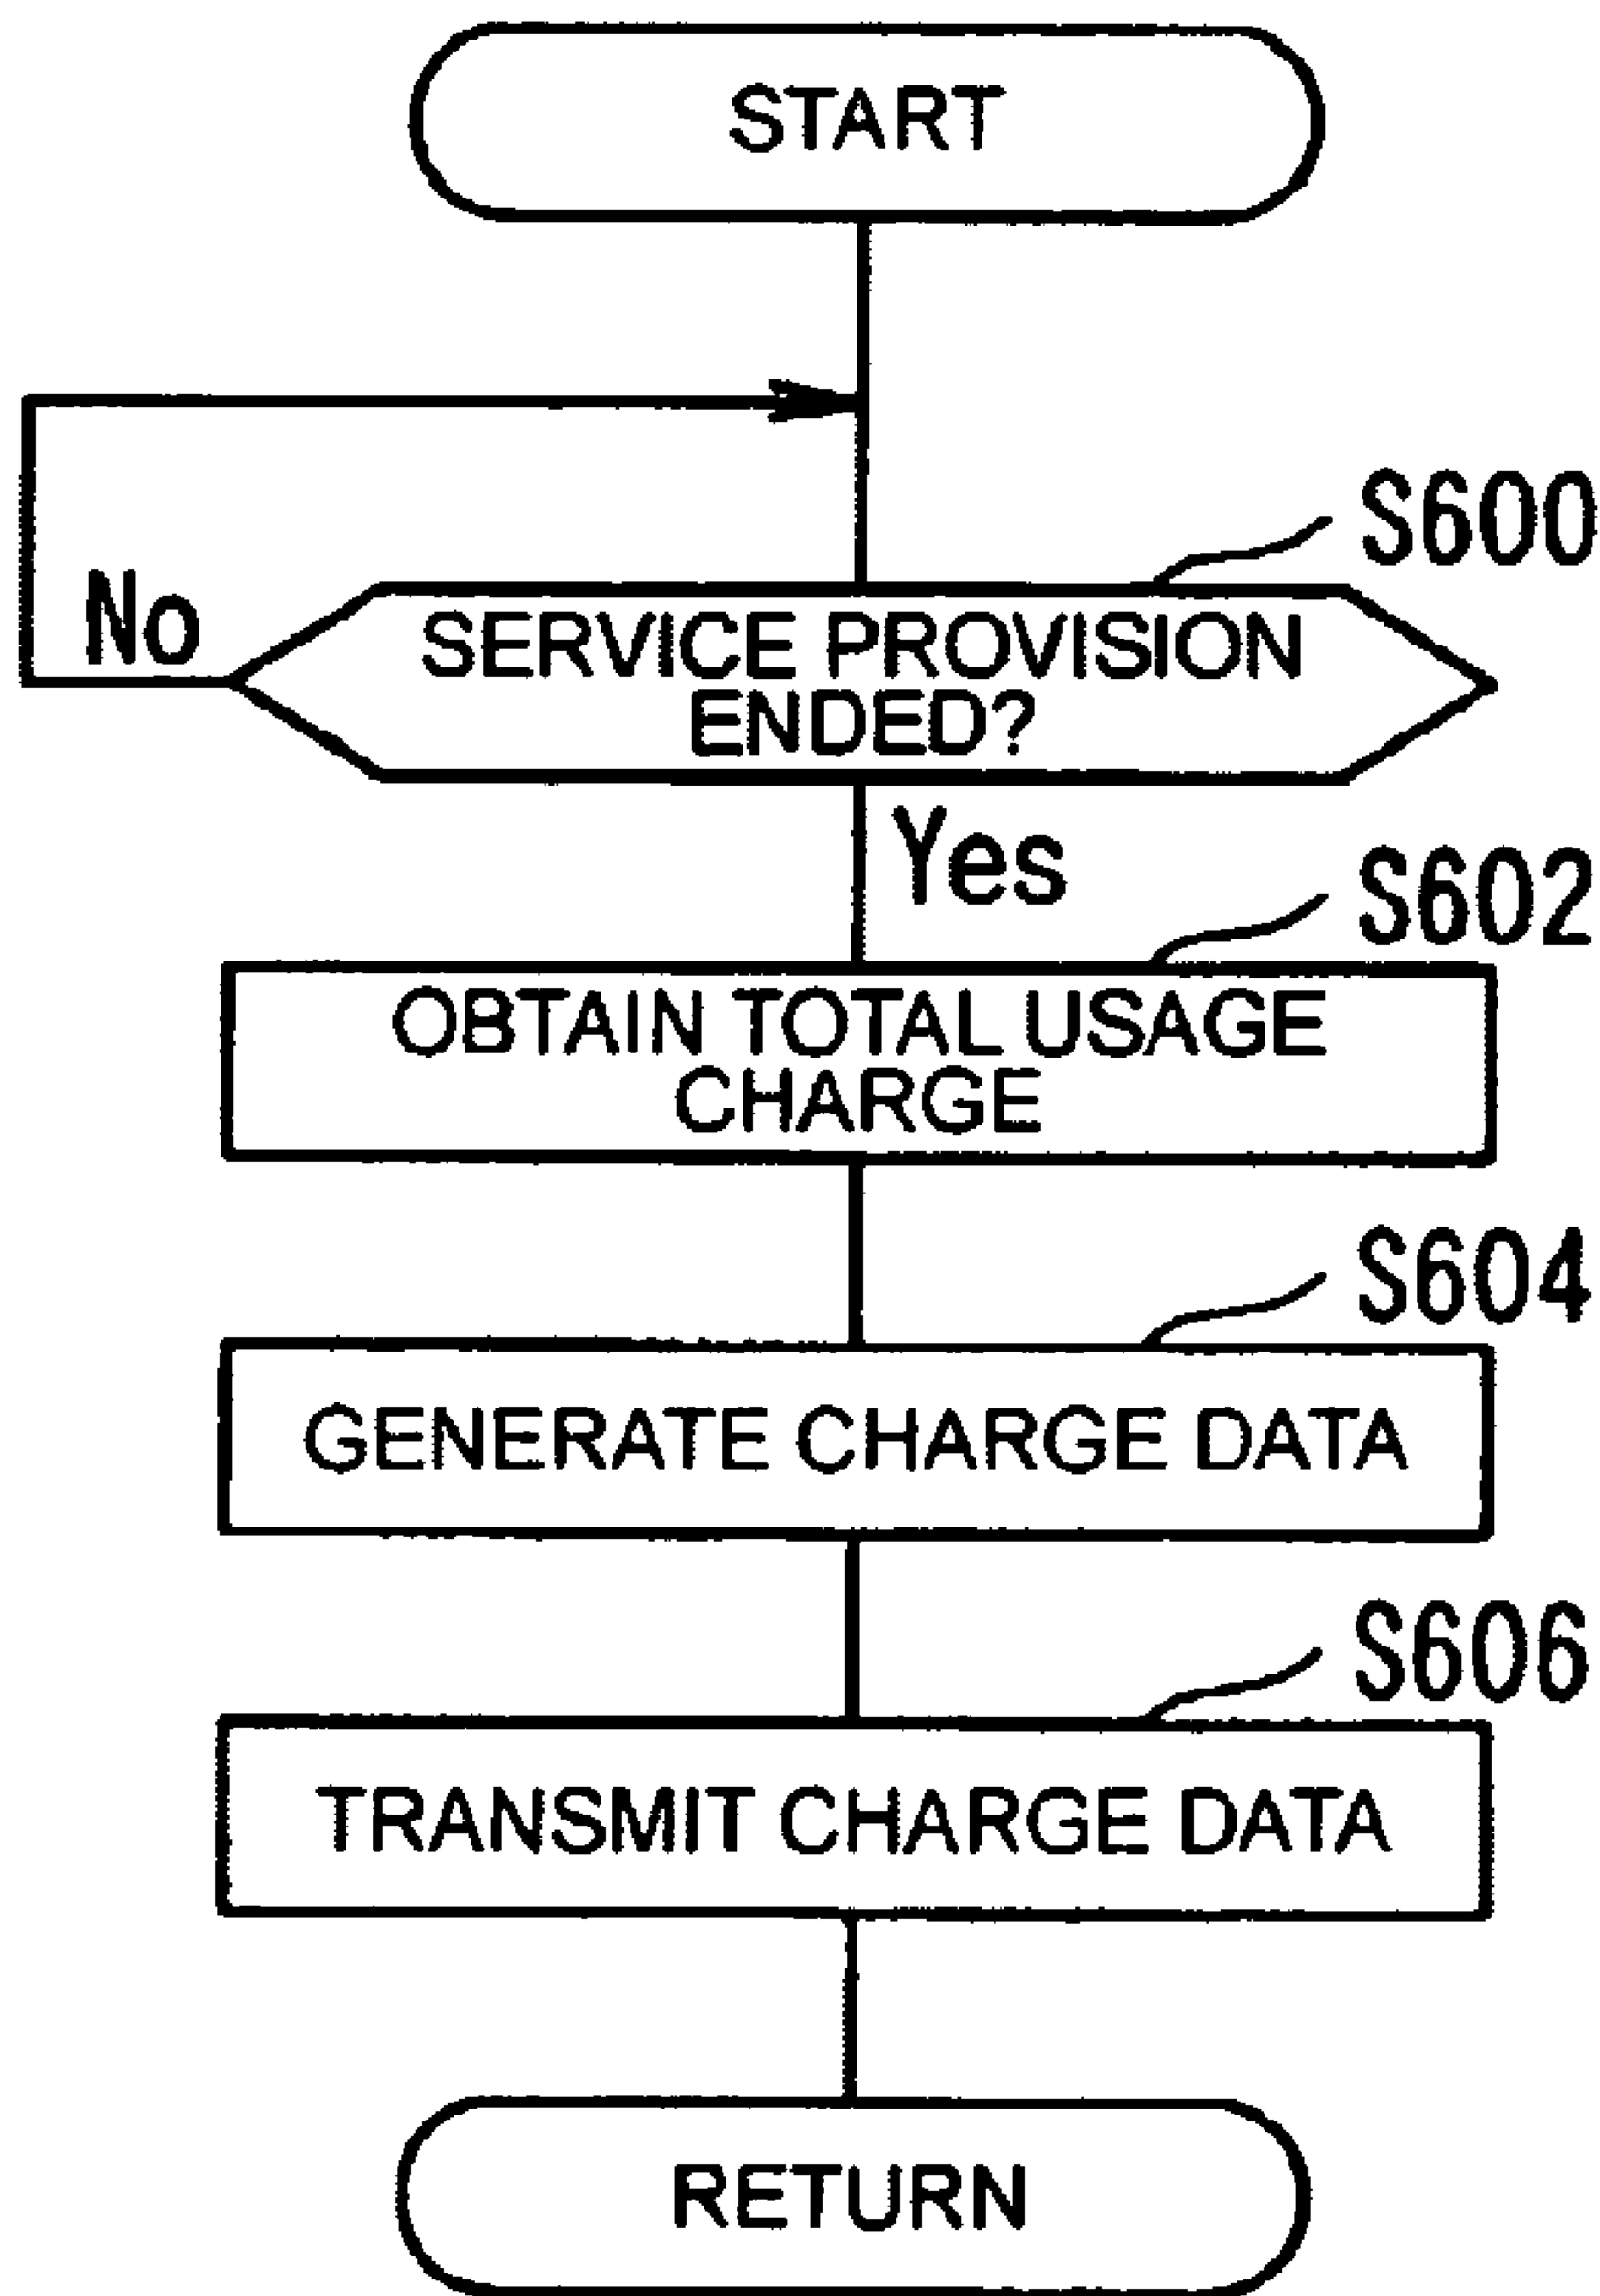 START
S600
No
SERVICE PROVISION
ENDED?
Yes
S602
OBTAIN TOTAL USAGE
CHARGE
S604
GENERATE CHARGE DATA
S606
TRANSMIT CHARGE DATA
RETURN